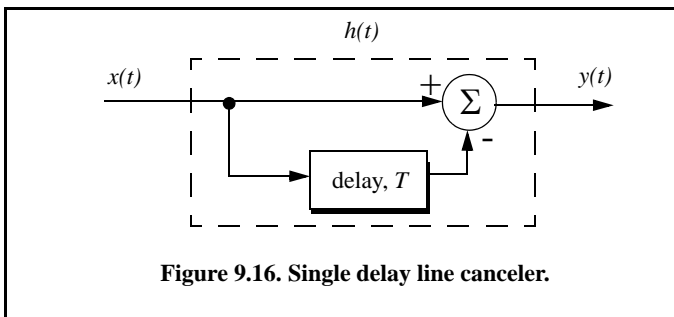 h(t)
x(t)
y(t)
+
Σ
-
delay, T
Figure 9.16. Single delay line canceler.